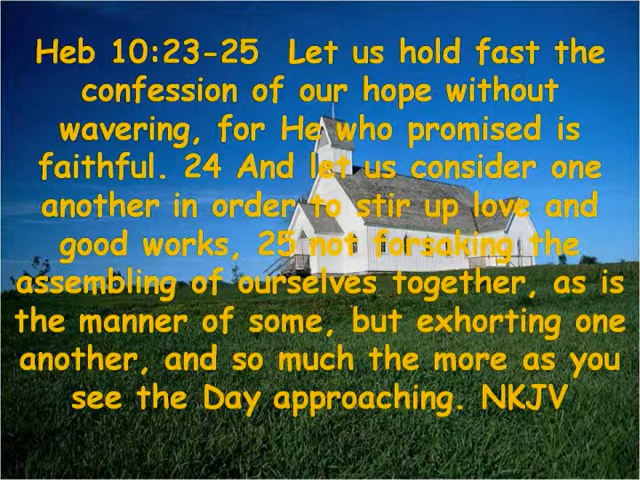 Heb 10:23-25  Let us hold fast the
confession of our hope without
wavering, for He who promised is
faithful. 24 And let us consider one
another in order to stir up love and
good works, 25 not forsaking the
assembling of ourselves together, as is
the manner of some, but exhorting one
another, and so much the more as you
see the Day approaching. NKJV